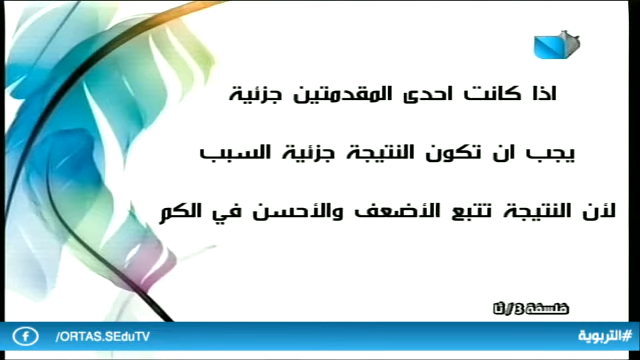 اذا كانت احدى المقدمتين جزئية
يجب ان تكون النتيجة جزئية السبب
لأن النتيجة تتبع الأضعف والأحسن في الكم
فلسفة 3/ثا
/ORTAS.SEduTV
#التربوية